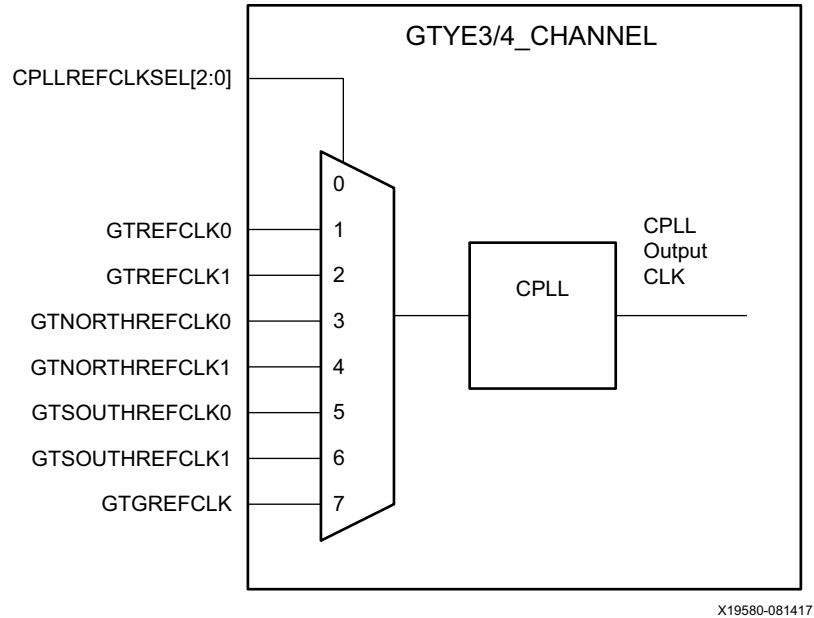 GTYE3/4_CHANNEL
CPLLREFCLKSEL[2:0]
0
GTREFCLK0 1
GTREFCLK1 2
GTNORTHREFCLK0 3
GTNORTHREFCLK1 4
GTSOUTHREFCLK0 5
GTSOUTHREFCLK1 6
GTGREFCLK 7
CPLL
CPLL
Output
CLK
X19580-081417